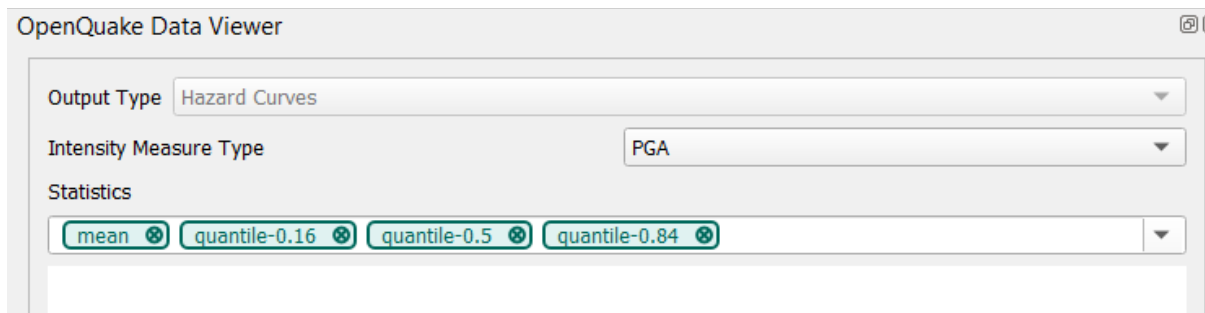 OpenQuake Data Viewer
Output Type Hazard Curves
Intensity Measure Type PGA
Statistics
mean quantile-0.16 quantile-0.5 quantile-0.84